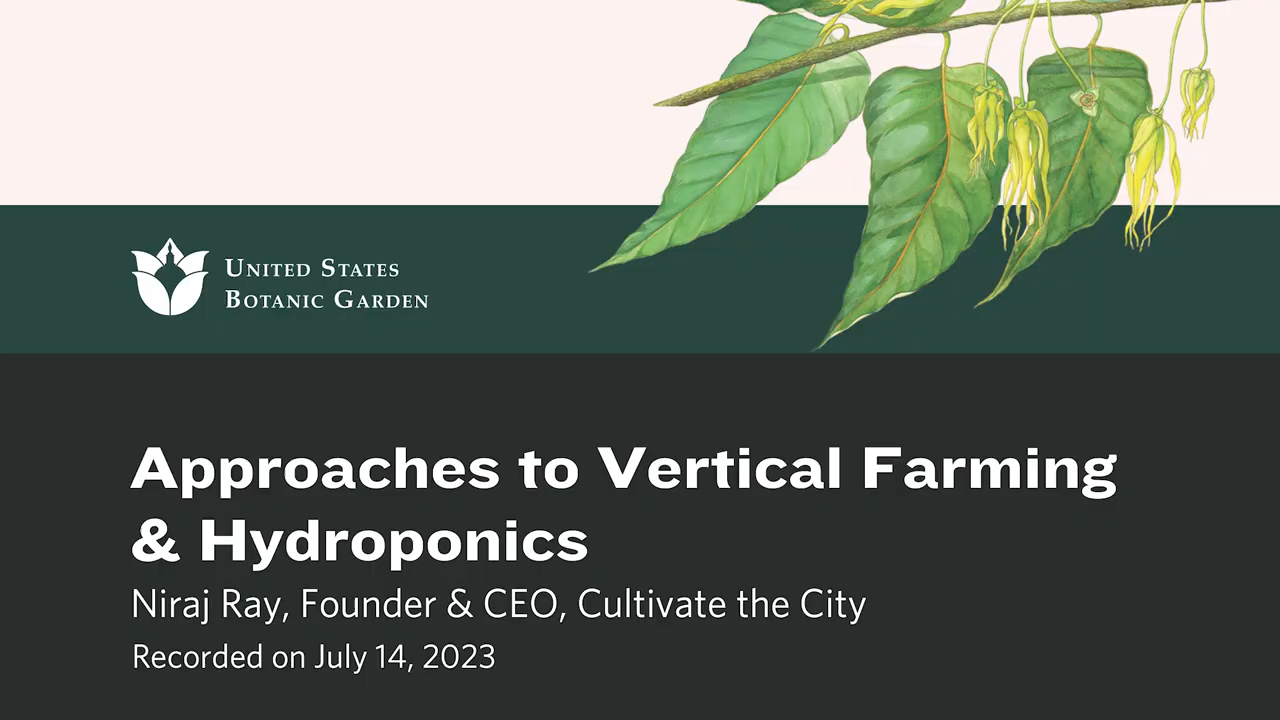 United States
Botanic Garden
Approaches to Vertical Farming
& Hydroponics
Niraj Ray, Founder & CEO, Cultivate the City
Recorded on July 14, 2023